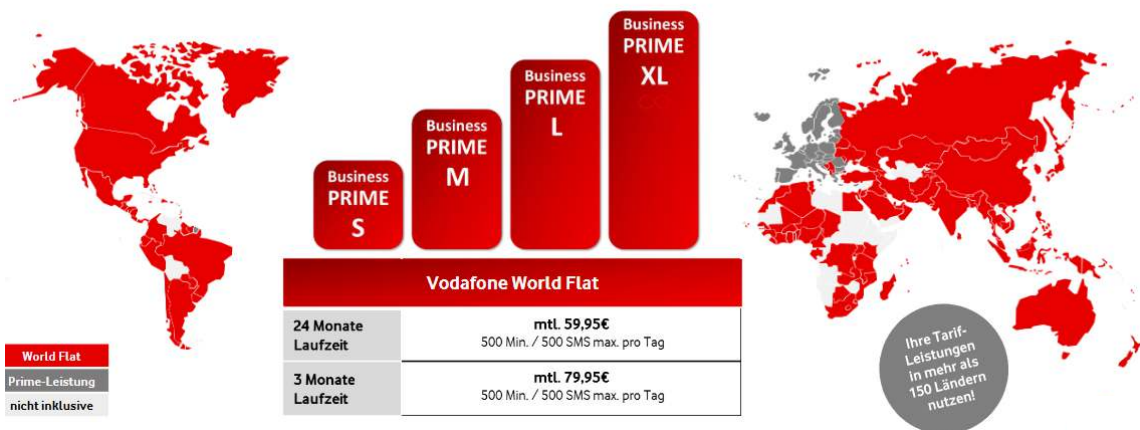 Business
PRIME
S
Business
PRIME
M
Business
PRIME
L
Business
PRIME
XL
Vodafone World Flat
24 Monate
Laufzeit
mtl. 59,95€
500 Min. / 500 SMS max. pro Tag
3 Monate
Laufzeit
mtl. 79,95€
500 Min. / 500 SMS max. pro Tag
World Flat
Prime-Leistung
nicht inklusive
Ihre Tarif-
Leistungen
in mehr als
150 Ländern
nutzen!